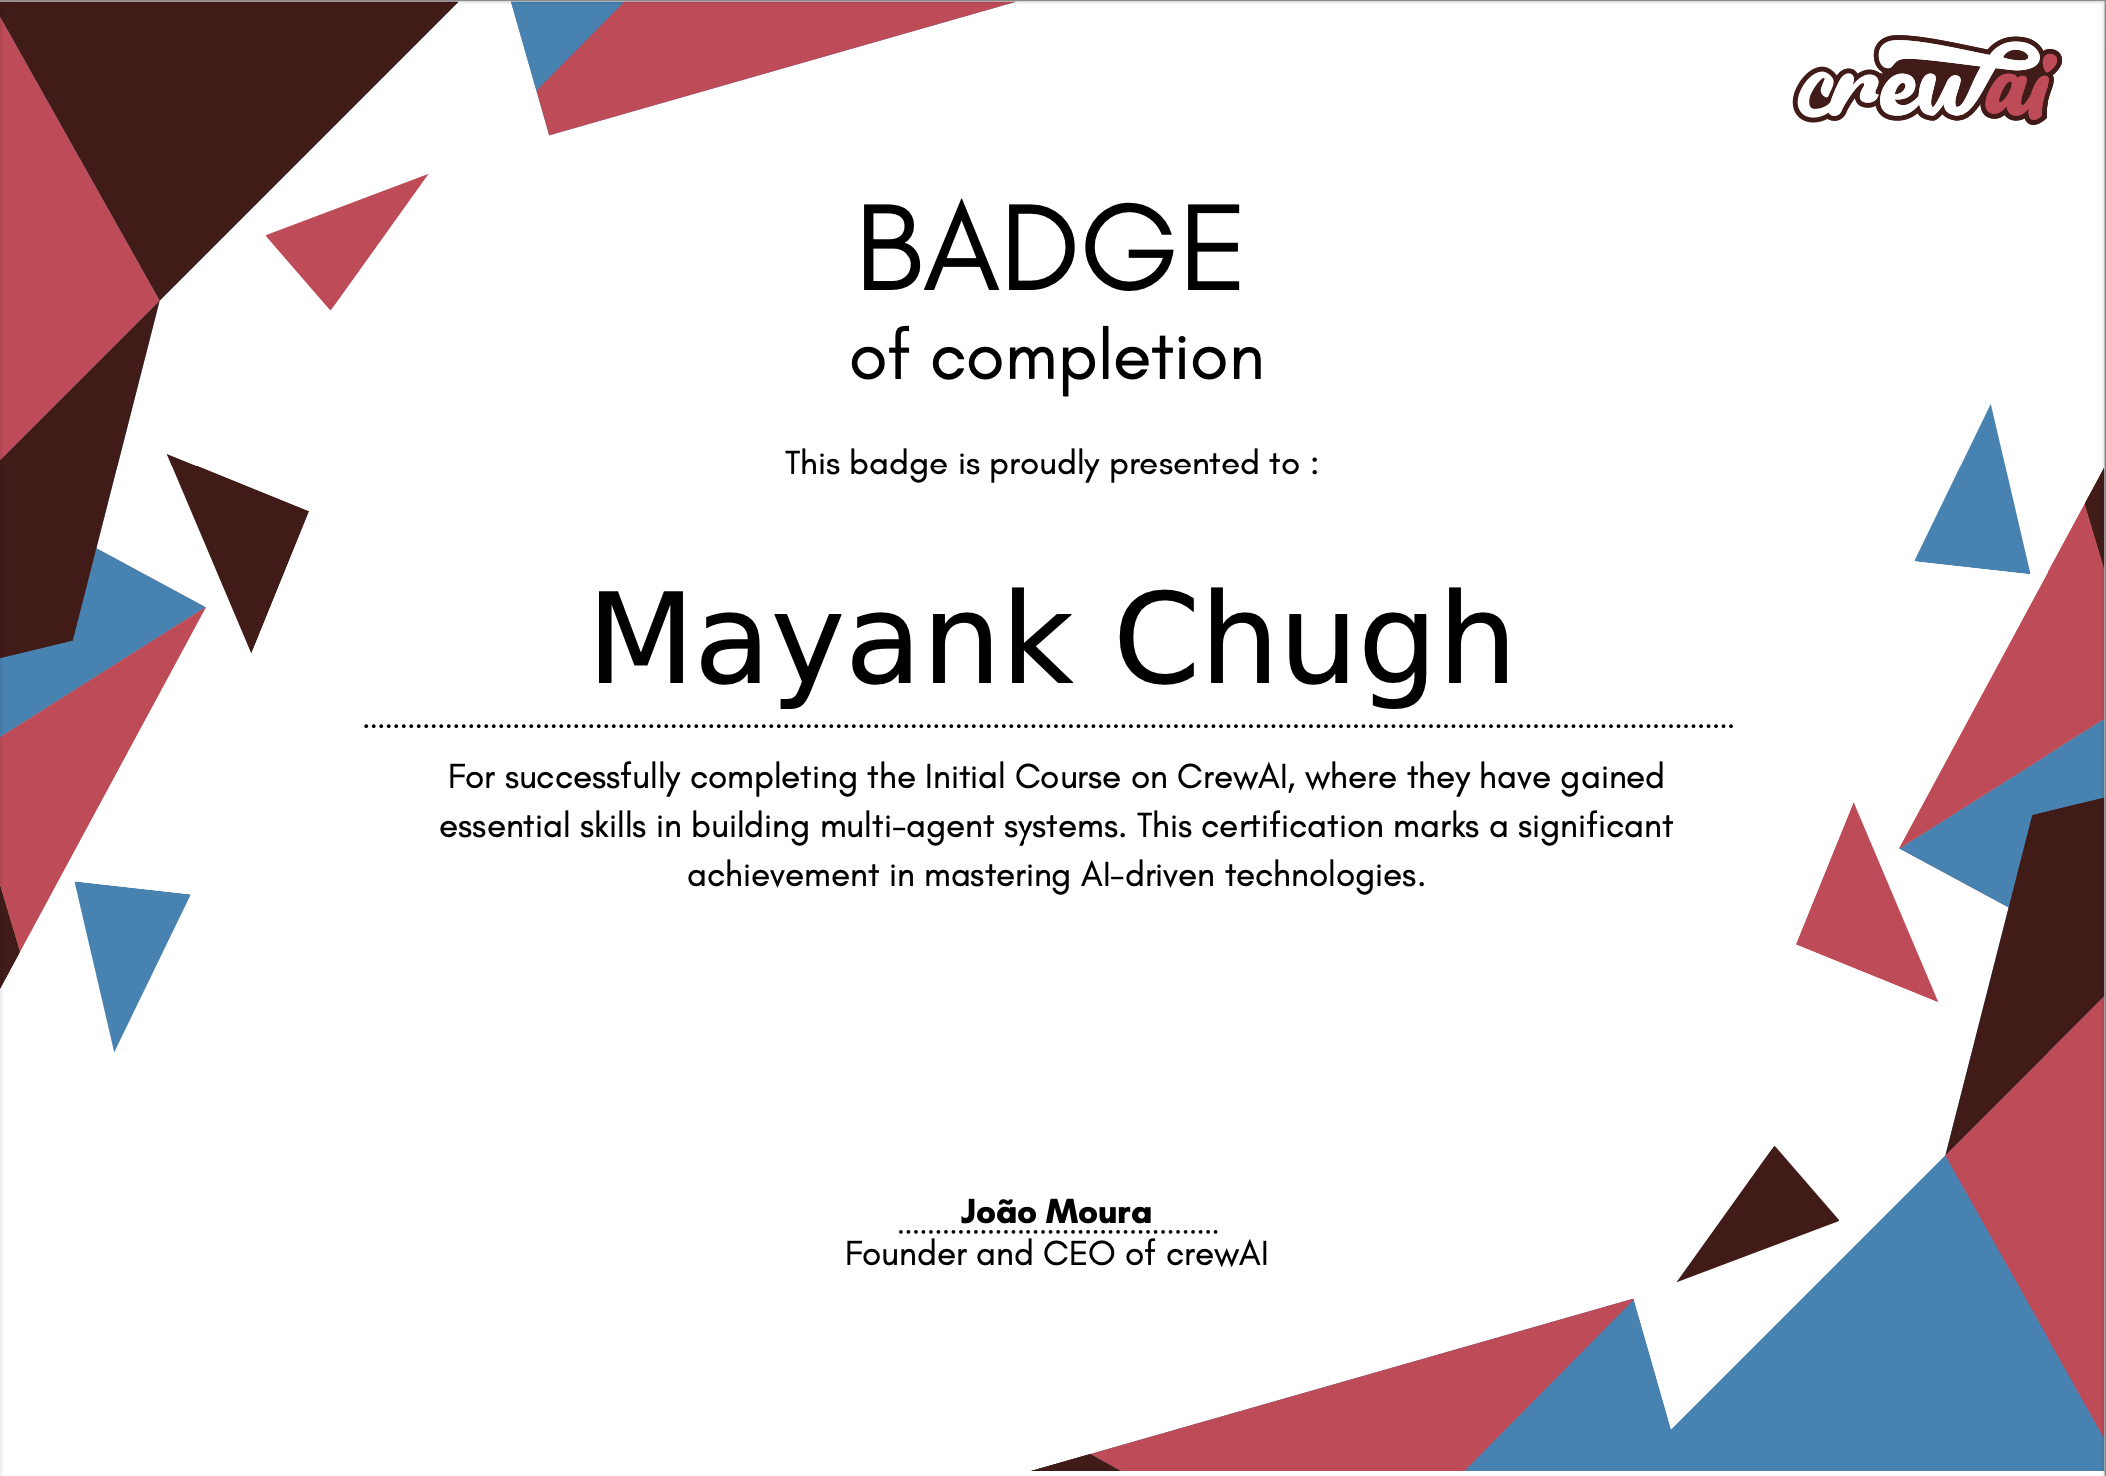 crewai
BADGE
of completion
This badge is proudly presented to :
Mayank Chugh
For successfully completing the Initial Course on CrewAI, where they have gained
essential skills in building multi-agent systems. This certification marks a significant
achievement in mastering AI-driven technologies.
João Moura
Founder and CEO of crewAI